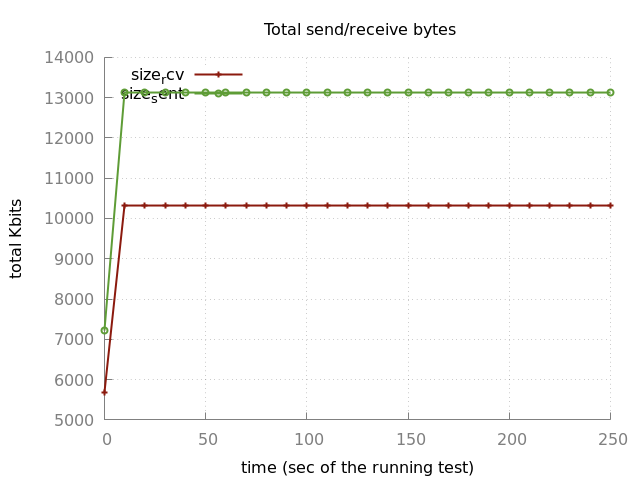 Total send/receive bytes
14000
13000
12000
11000
10000
9000
8000
7000
6000
5000
total Kbits
size_rcv
size_sent
0 50 100 150 200 250
time (sec of the running test)